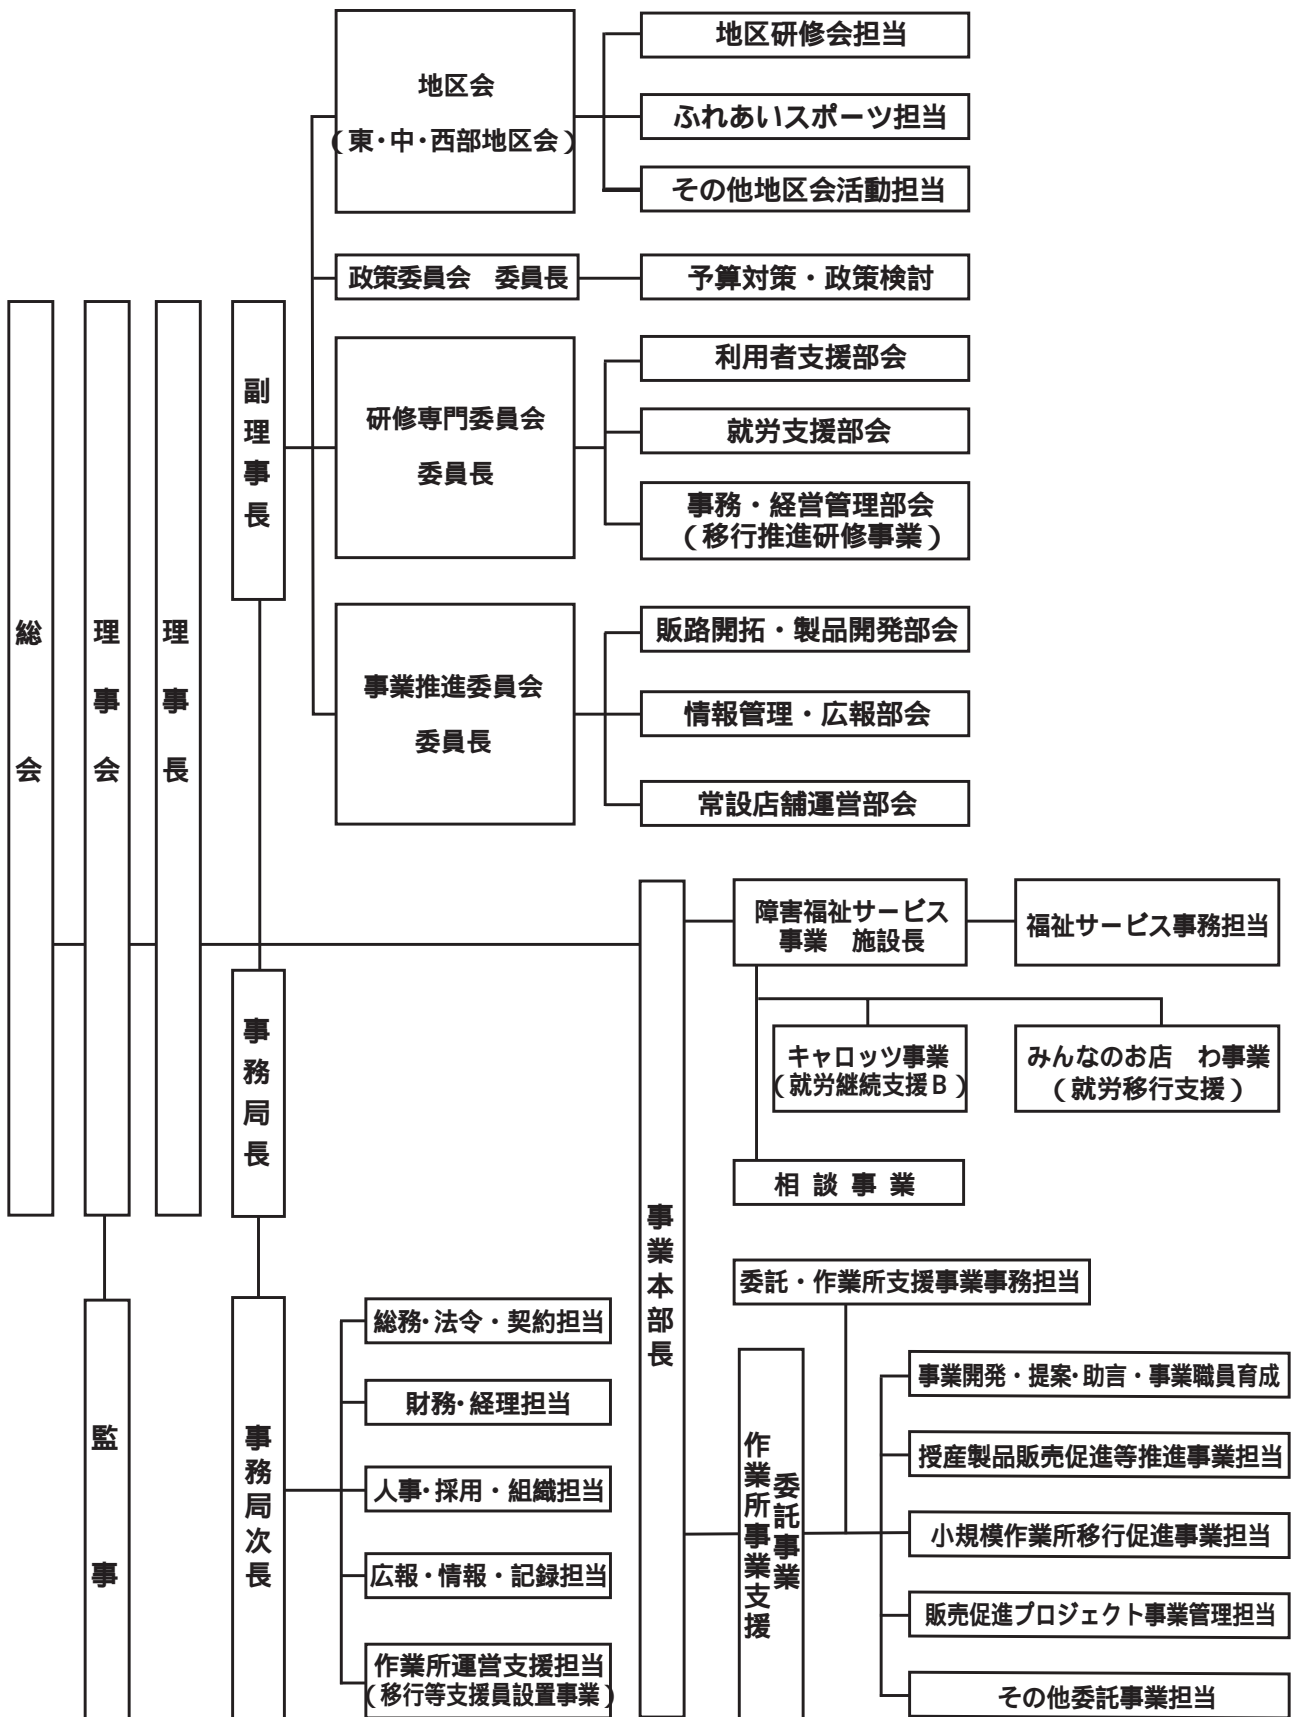 総会
理事会
理事長
副理事長
地区会
（東・中・西部地区会）
地区研修会担当
ふれあいスポーツ担当
その他地区会活動担当
政策委員会　委員長
予算対策・政策検討
研修専門委員会
委員長
利用者支援部会
就労支援部会
事務・経営管理部会
（移行推進研修事業）
事業推進委員会
委員長
販路開拓・製品開発部会
情報管理・広報部会
常設店舗運営部会
監事
事務局長
事務局次長
総務・法令・契約担当
財務・経理担当
人事・採用・組織担当
広報・情報・記録担当
作業所運営支援担当
（移行等支援員設置事業）
事業本部長
障害福祉サービス
事業　施設長
福祉サービス事務担当
キャロッツ事業
（就労継続支援B）
みんなのお店　わ事業
（就労移行支援）
相談事業
委託・作業所支援事業事務担当
委託事業
作業所事業支援
事業開発・提案・助言・事業職員育成
授産製品販売促進等推進事業担当
小規模作業所移行促進事業担当
販売促進プロジェクト事業管理担当
その他委託事業担当